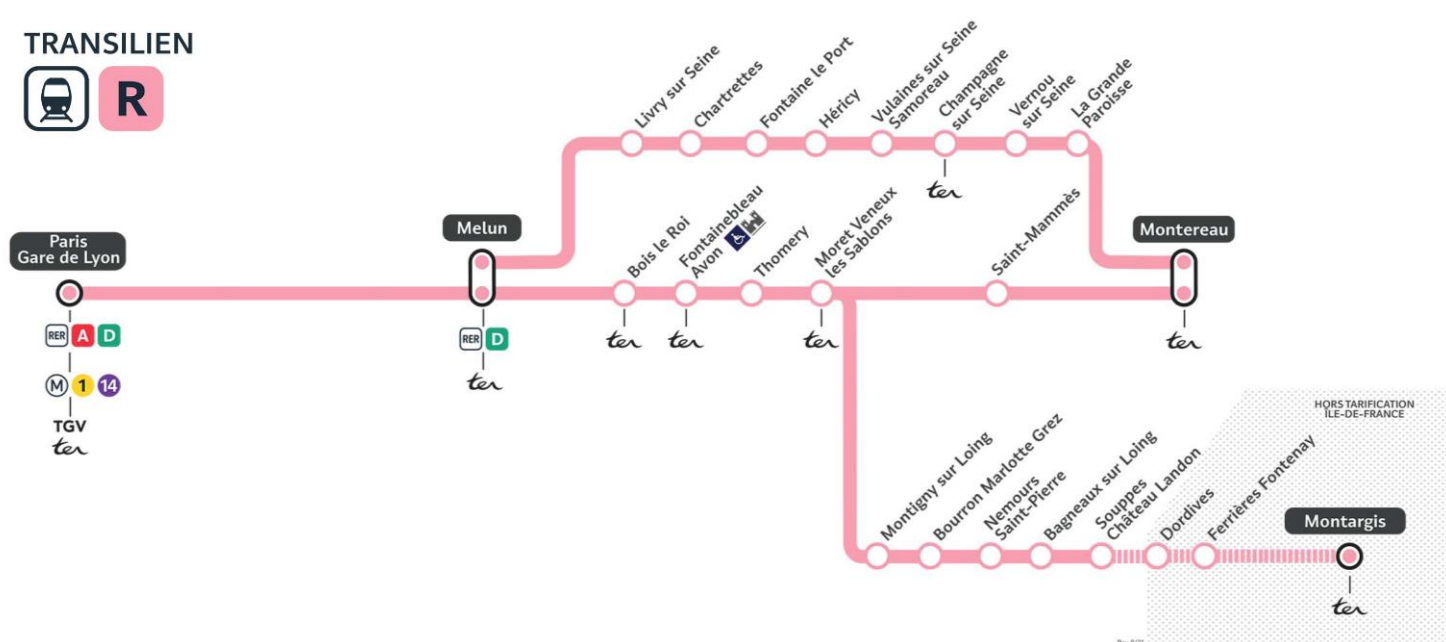 TRANSILIEN
R
Livry sur Seine
Chartrettes
Fontaine le Port
Héricy
Vulaines sur Seine
Samoreau
Champagne
sur Seine
Vernou
sur Seine
La Grande
Paroisse
ter
Paris
Gare de Lyon
RER A D
M 1 14
TGV
ter
Melun
RER D
ter
Bois le Roi
ter
Fontainebleau
Avon
ter
Thomery
Moret Veneux
les Sablons
ter
Saint-Mammès
Montereau
ter
HORS TARIFICATION
ÎLE-DE-FRANCE
Montigny sur Loing
Bourron Marlotte Grez
Nemours
Saint-Pierre
Bagneaux sur Loing
Souppes
Château Landon
Dordives
Ferrières Fontenay
Montargis
ter